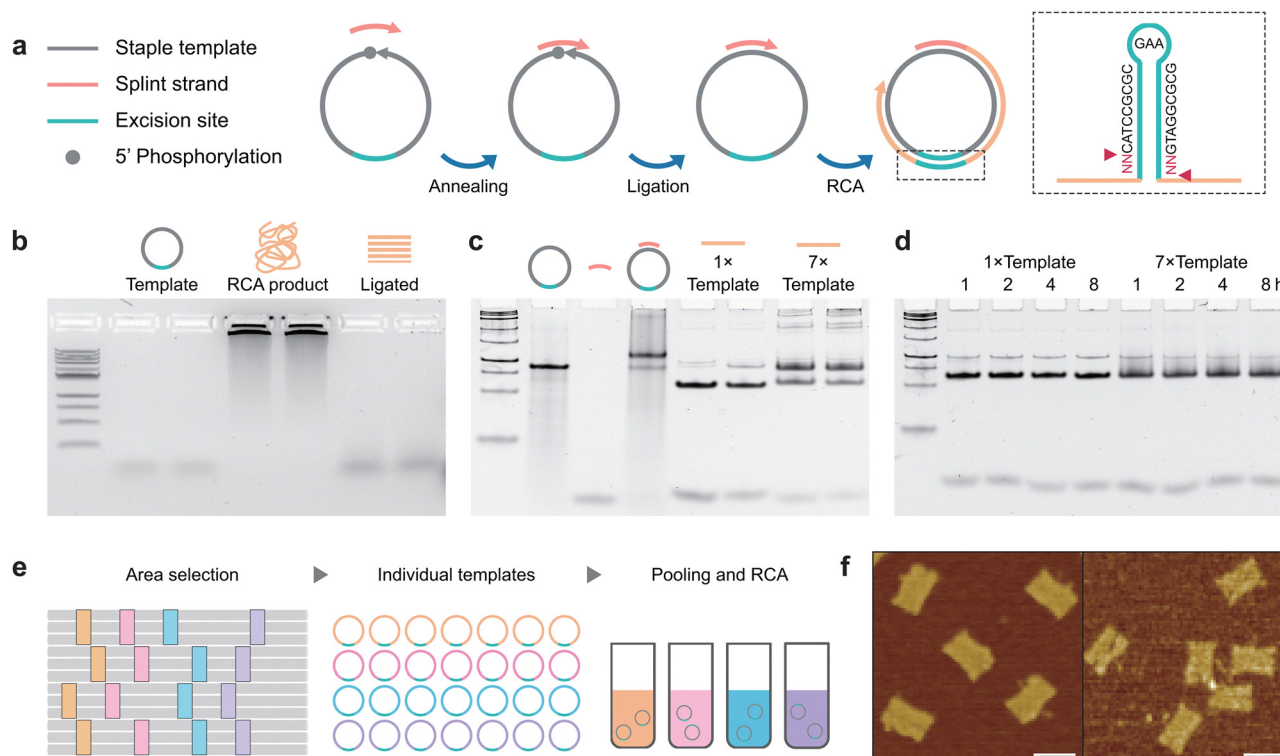 a
Staple template
Splint strand
Excision site
5’ Phosphorylation
Annealing
Ligation
RCA
GAA
NNCATCCGCGC
NNGTAGGCGCG
b
Template
RCA product
Ligated
c
1×
Template
7×
Template
d
1×Template
7×Template
1 2 4 8 1 2 4 8 h
e
Area selection
Individual templates
Pooling and RCA
f